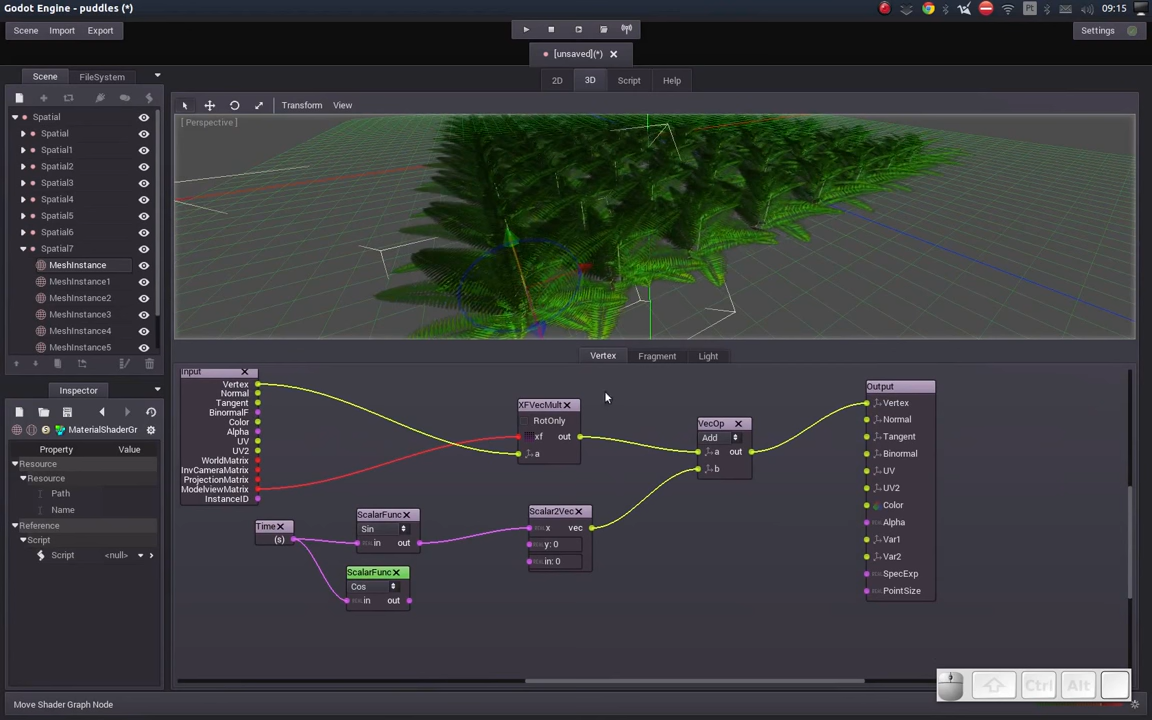 Godot Engine - puddles (*)
Pt
09:15
Scene
Import
Export
Settings
[unsaved](*)
Scene
FileSystem
2D
3D
Script
Help
Transform
View
[ Perspective ]
Spatial
Spatial
Spatial1
Spatial2
Spatial3
Spatial4
Spatial5
Spatial6
Spatial7
MeshInstance
MeshInstance1
MeshInstance2
MeshInstance3
MeshInstance4
MeshInstance5
Inspector
MaterialShaderGr
Property
Value
Resource
Resource
Path
Name
Reference
Script
Script
<null>
Vertex
Fragment
Light
Input
Vertex
Normal
Tangent
BinormalF
Color
Alpha
UV
UV2
WorldMatrix
InvCameraMatrix
ProjectionMatrix
ModelviewMatrix
InstanceID
Time
(s)
ScalarFunc
Sin
in
out
ScalarFunc
Cos
in
out
XFVecMult
RotOnly
xf
out
a
Scalar2Vec
x
vec
y: 0
in: 0
VecOp
Add
a
out
b
Output
Vertex
Normal
Tangent
Binormal
UV
UV2
Color
Alpha
Var1
Var2
SpecExp
PointSize
Ctrl
Alt
Move Shader Graph Node